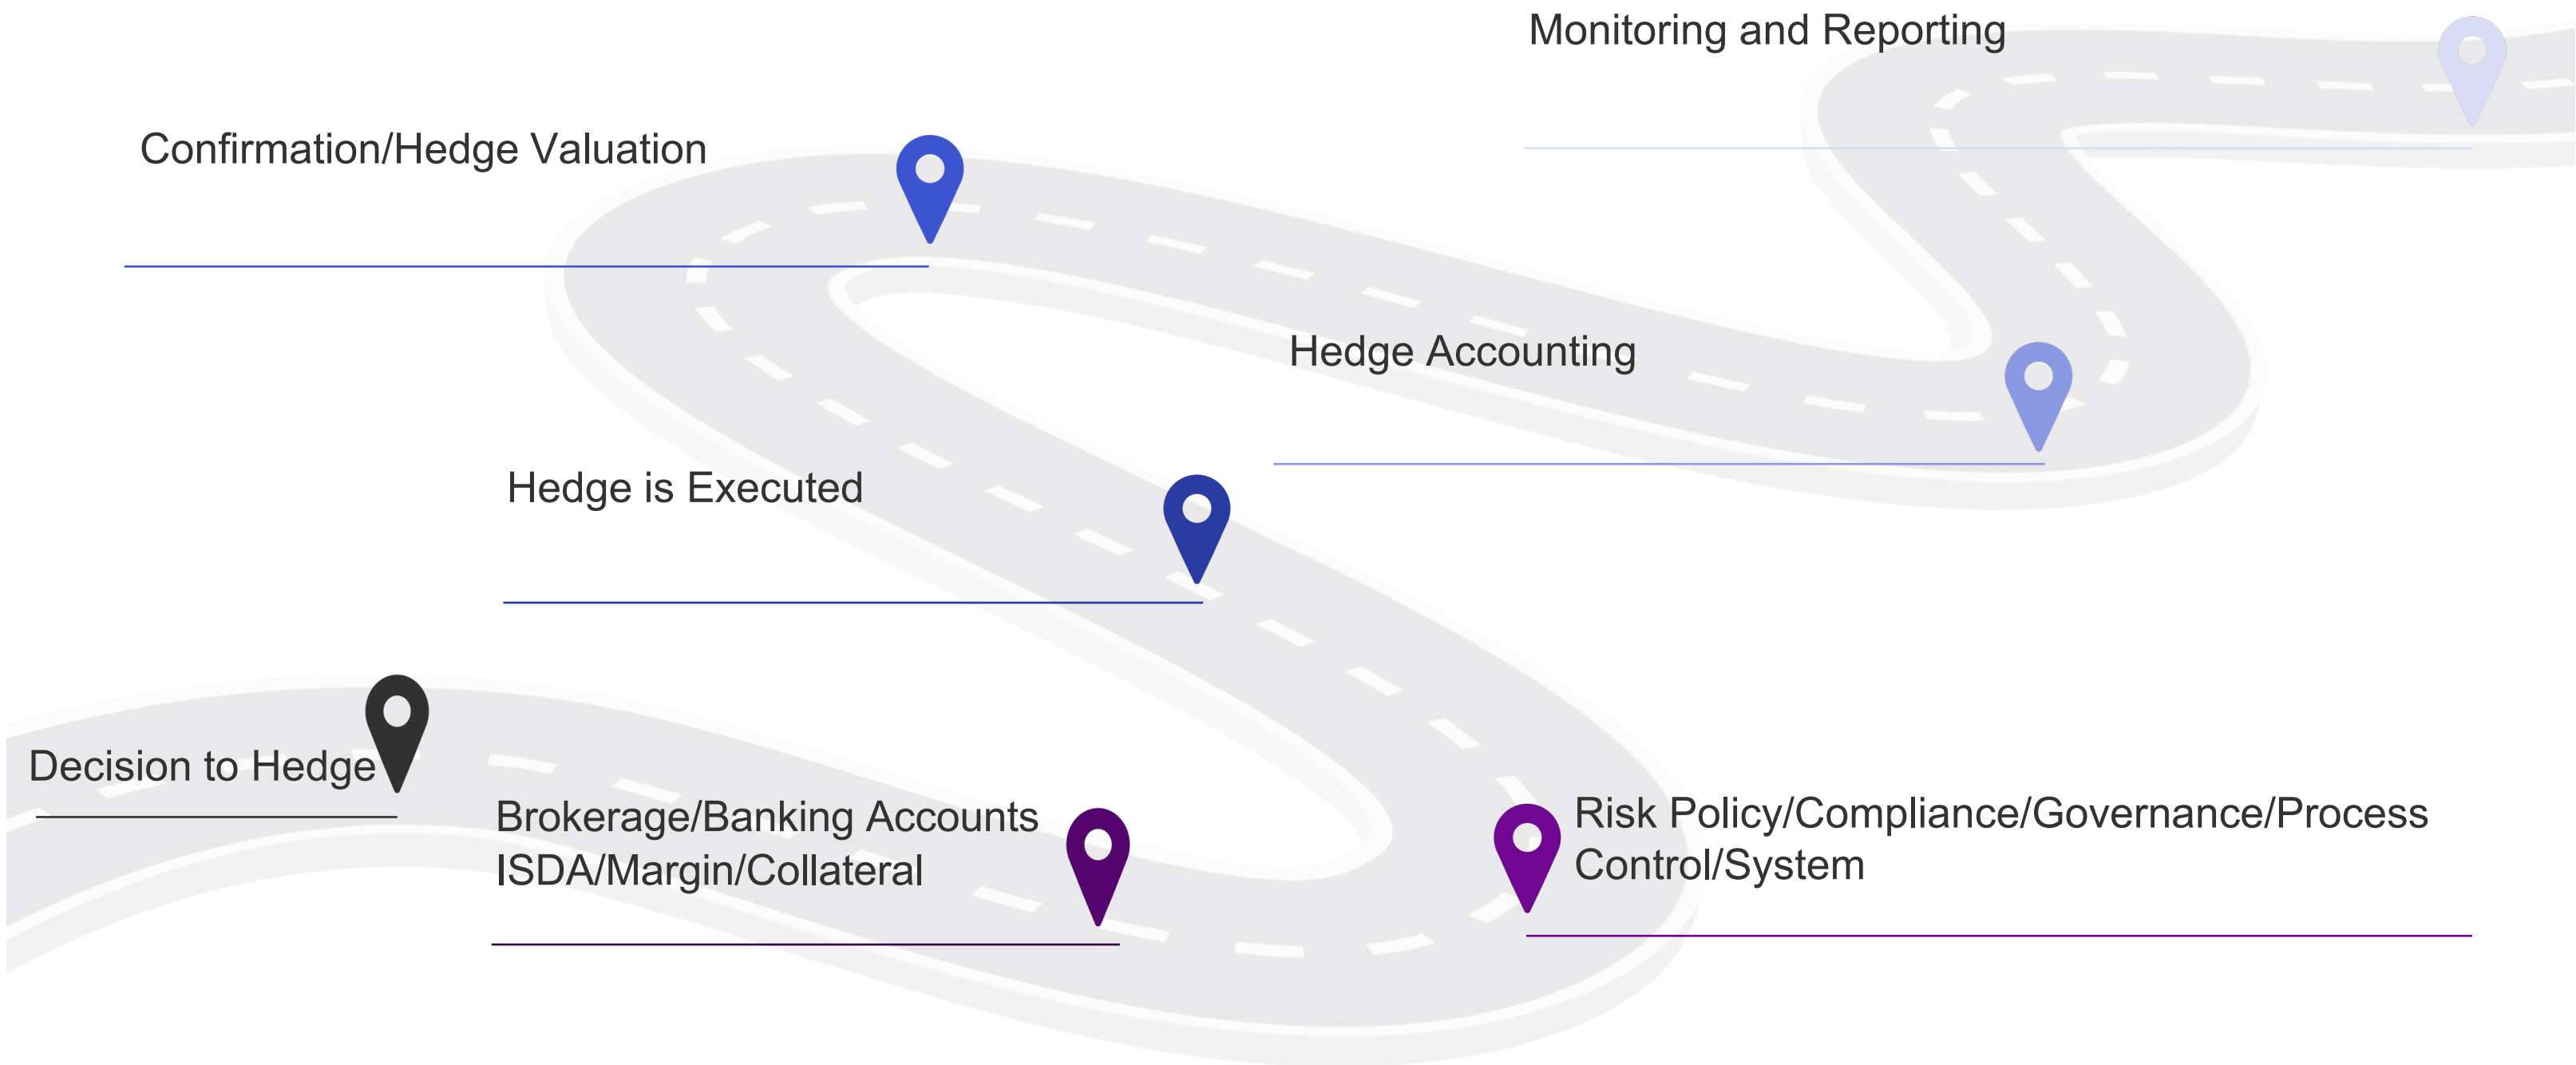 Monitoring and Reporting
Confirmation/Hedge Valuation
Hedge Accounting
Hedge is Executed
Decision to Hedge
Brokerage/Banking Accounts
ISDA/Margin/Collateral
Risk Policy/Compliance/Governance/Process
Control/System